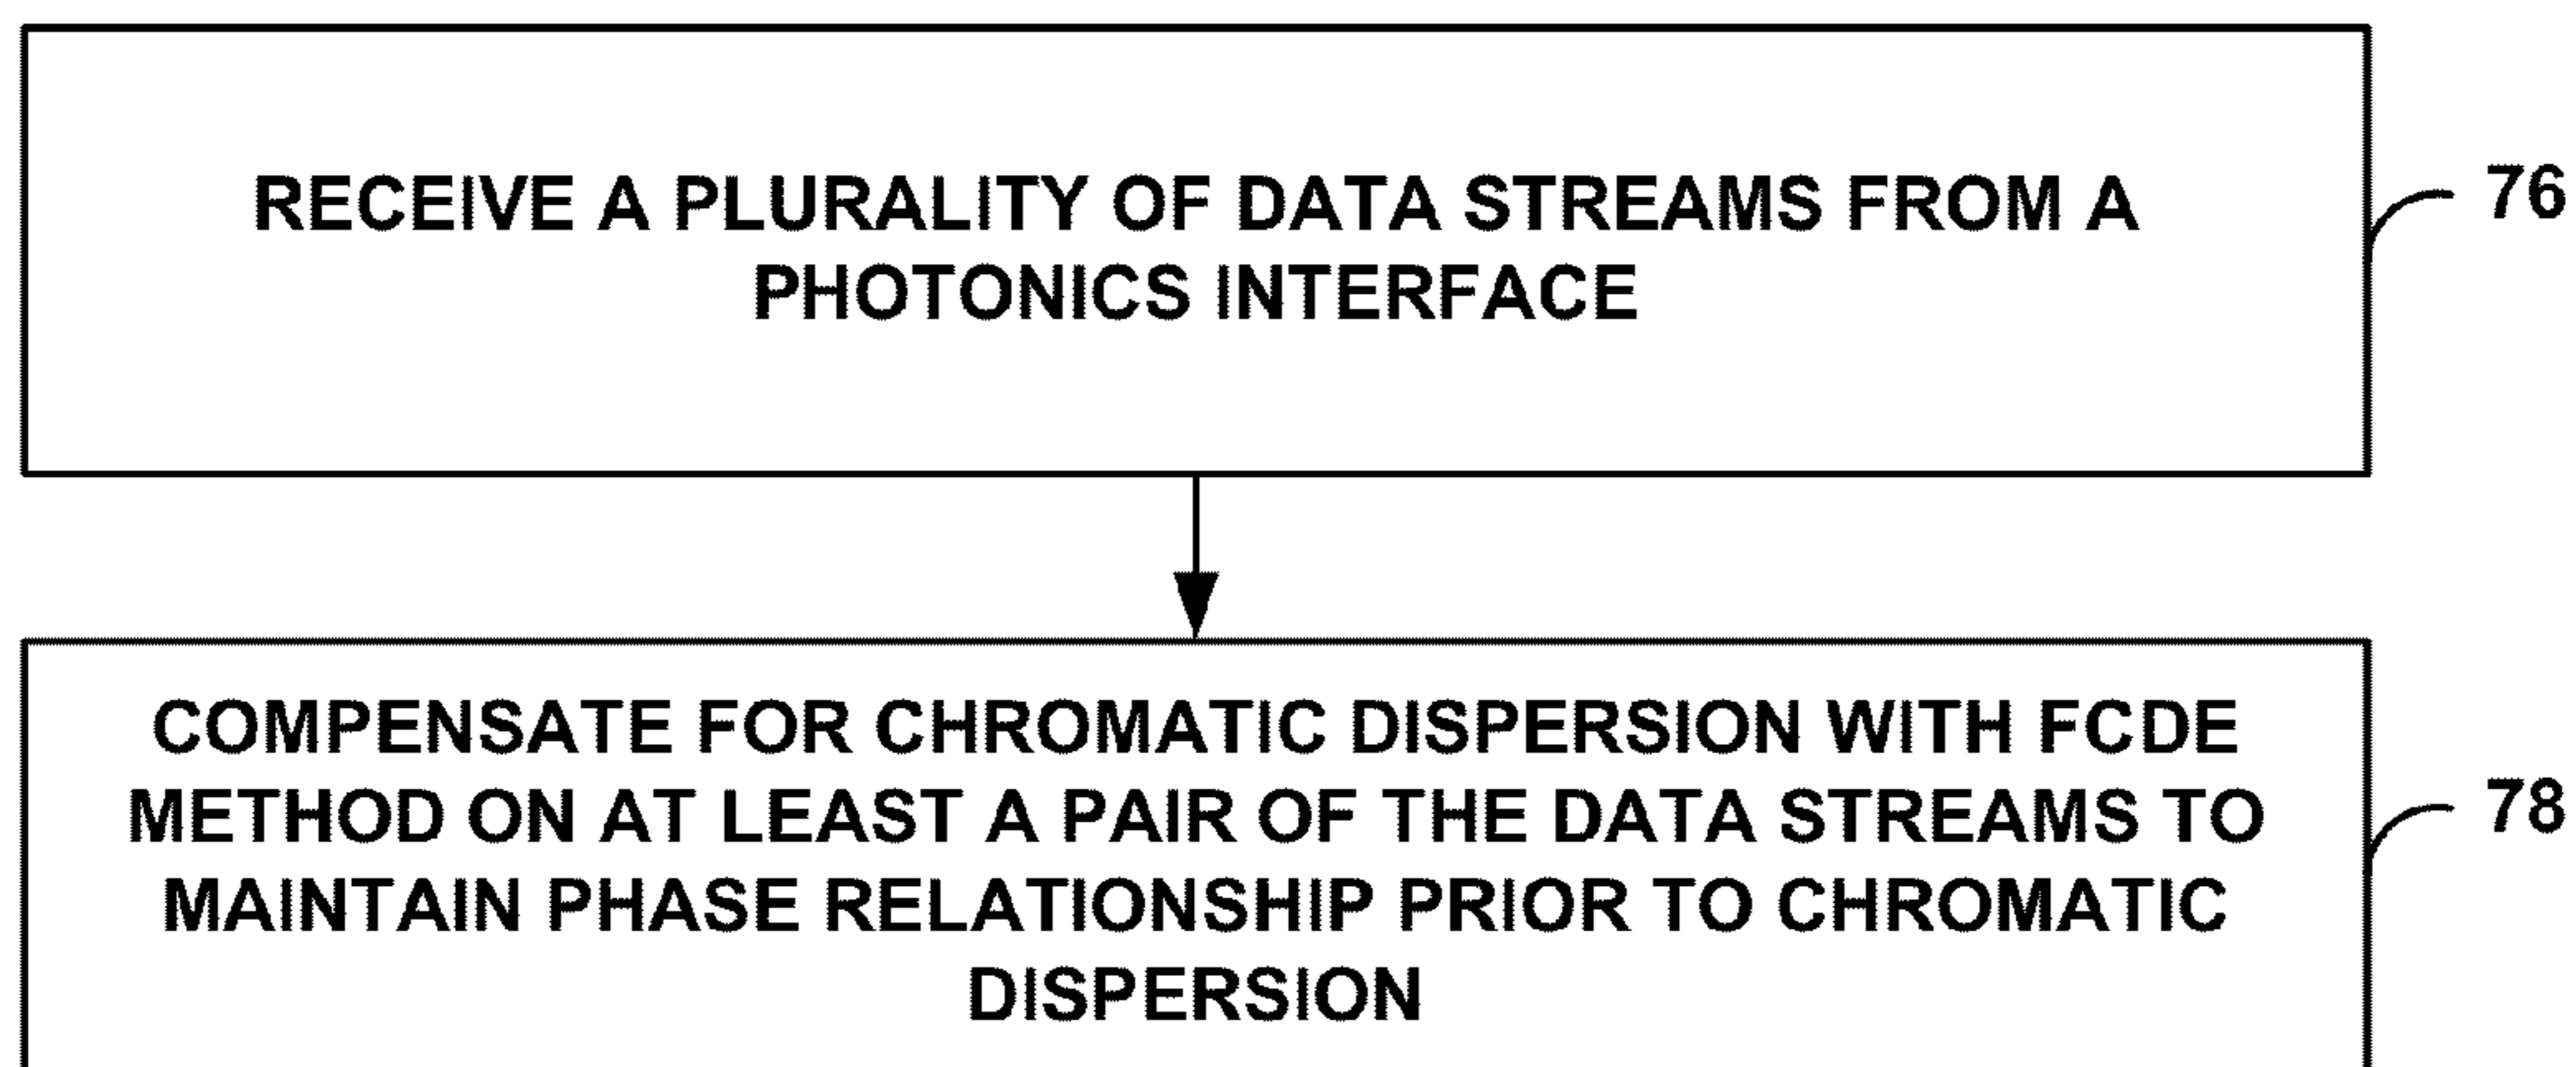 RECEIVE A PLURALITY OF DATA STREAMS FROM A
PHOTONICS INTERFACE
76
COMPENSATE FOR CHROMATIC DISPERSION WITH FCDE
METHOD ON AT LEAST A PAIR OF THE DATA STREAMS TO
MAINTAIN PHASE RELATIONSHIP PRIOR TO CHROMATIC
DISPERSION
78